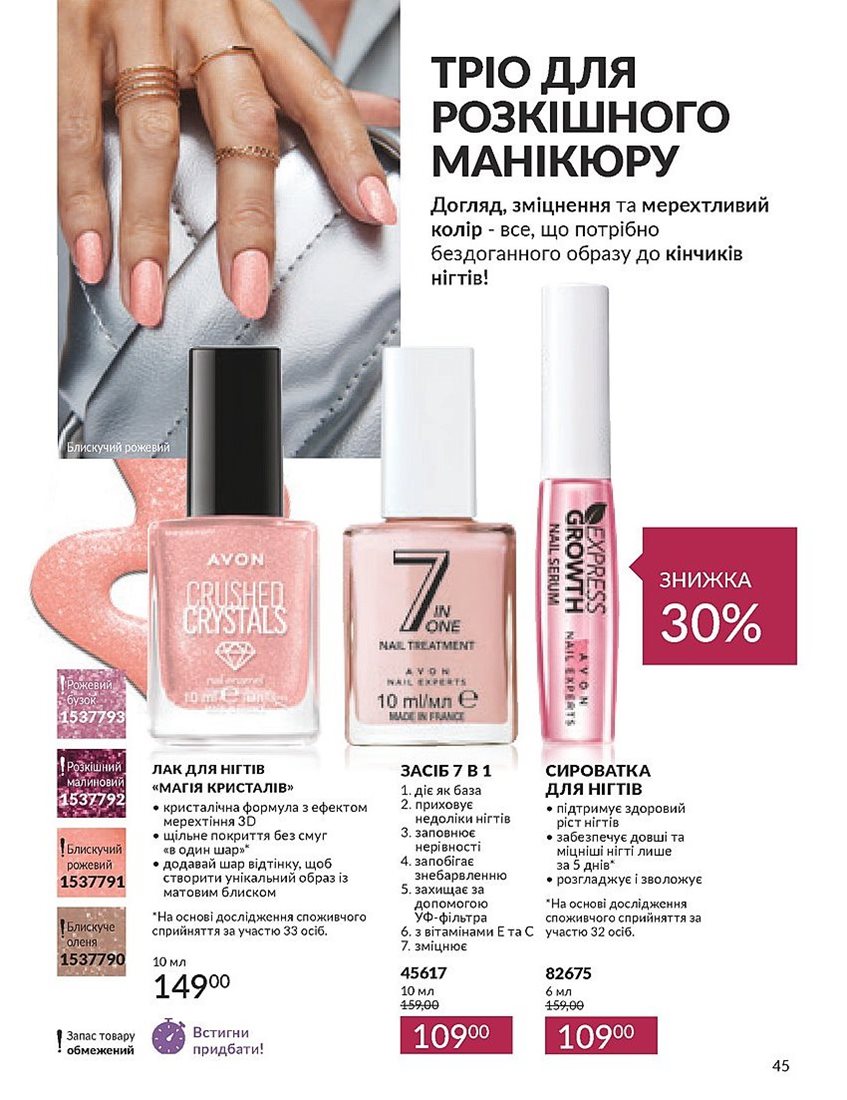 ТРІО ДЛЯ
РОЗКІШНОГО
МАНІКЮРУ
Догляд, зміцнення та мерехтливий
колір - все, що потрібно
бездоганного образу до кінчиків
нігтів!
Блискучий рожевий
AVON
CRUSHED
CRYSTALS
nail enamel
10 ml
7
IN
ONE
NAIL TREATMENT
AVON
NAIL EXPERTS
10 ml/мл
MADE IN FRANCE
EXPRESS
GROWTH
NAIL SERUM
AVON
NAIL EXPERTS
ЗНИЖКА
30%
! Рожевий
бузок
1537793
! Розкішний
малиновий
1537792
! Блискучий
рожевий
1537791
! Блискуче
оленя
1537790
ЛАК ДЛЯ НІГТІВ
«МАГІЯ КРИСТАЛІВ»
• кристалічна формула з ефектом
мерехтіння 3D
• щільне покриття без смуг
«в один шар»*
• додавай шар відтінку, щоб
створити унікальний образ із
матовим блиском
*На основі дослідження споживчого
сприйняття за участю 33 осіб.
10 мл
149⁰⁰
ЗАСІБ 7 В 1
1. діє як база
2. приховує
недоліки нігтів
3. заповнює
нерівності
4. запобігає
знебарвленню
5. захищає за
допомогою
УФ-фільтра
6. з вітамінами Е та С
7. зміцнює
45617
10 мл
159,00
109⁰⁰
СИРОВАТКА
ДЛЯ НІГТІВ
• підтримує здоровий
ріст нігтів
• забезпечує довші та
міцніші нігті лише
за 5 днів*
• розгладжує і зволожує
*На основі дослідження
споживчого сприйняття за
участю 32 осіб.
82675
6 мл
159,00
109⁰⁰
! Запас товару
обмежений
Встигни
придбати!
45